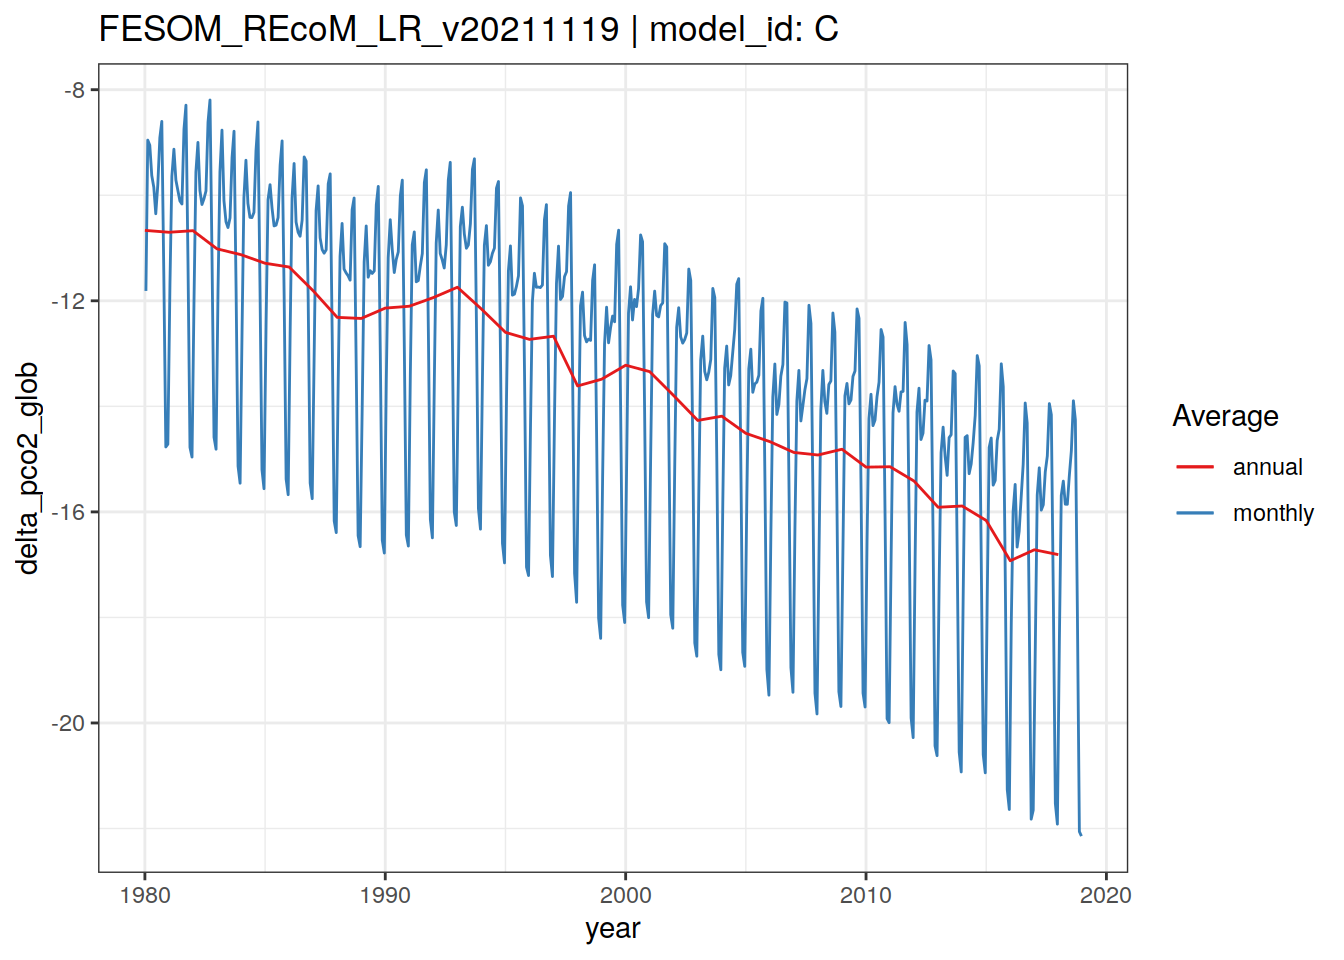 FESOM_REcoM_LR_v20211119 | model_id: C
-8
-12
-16
-20
delta_pco2_glob
1980
1990
2000
2010
2020
year
Average
annual
monthly